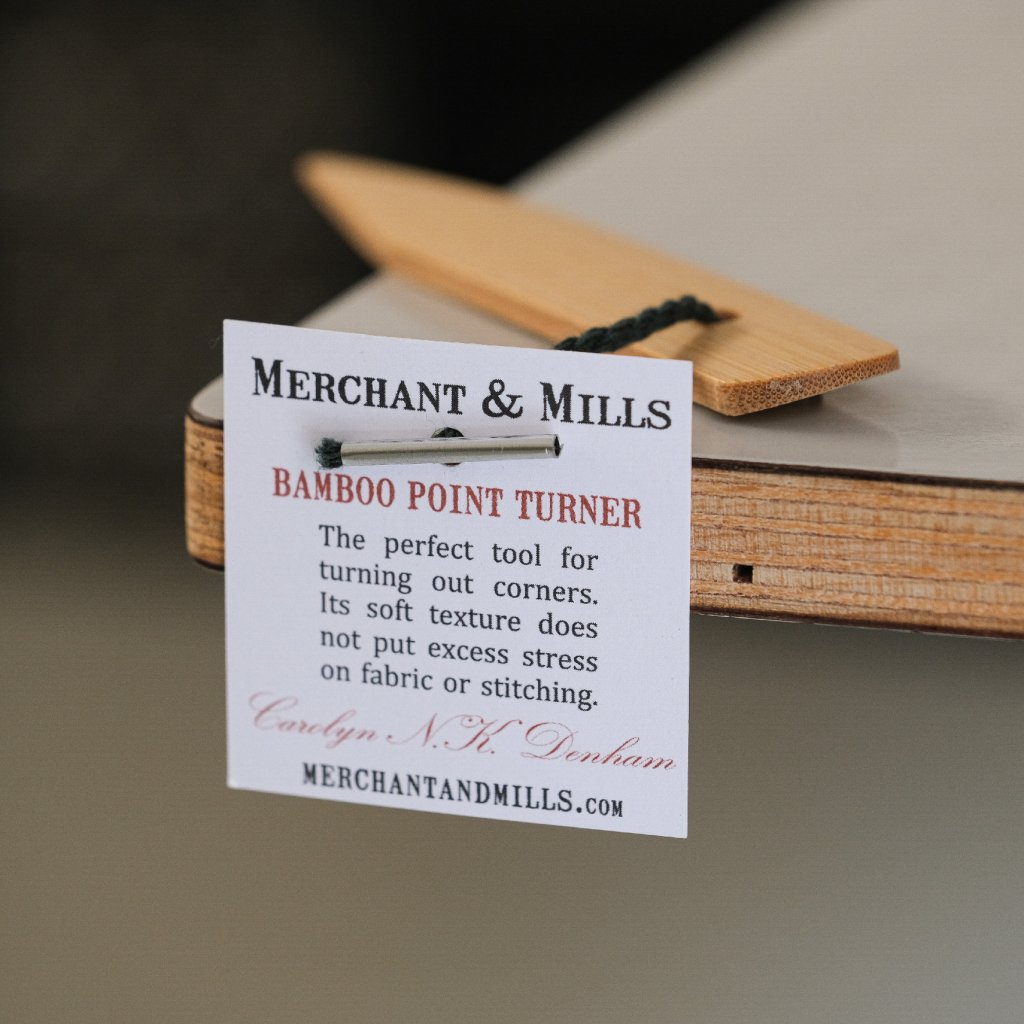 MERCHANT & MILLS
BAMBOO POINT TURNER
The perfect tool for
turning out corners.
Its soft texture does
not put excess stress
on fabric or stitching.
Carolyn N.K. Denham
MERCHANTANDMILLS.COM